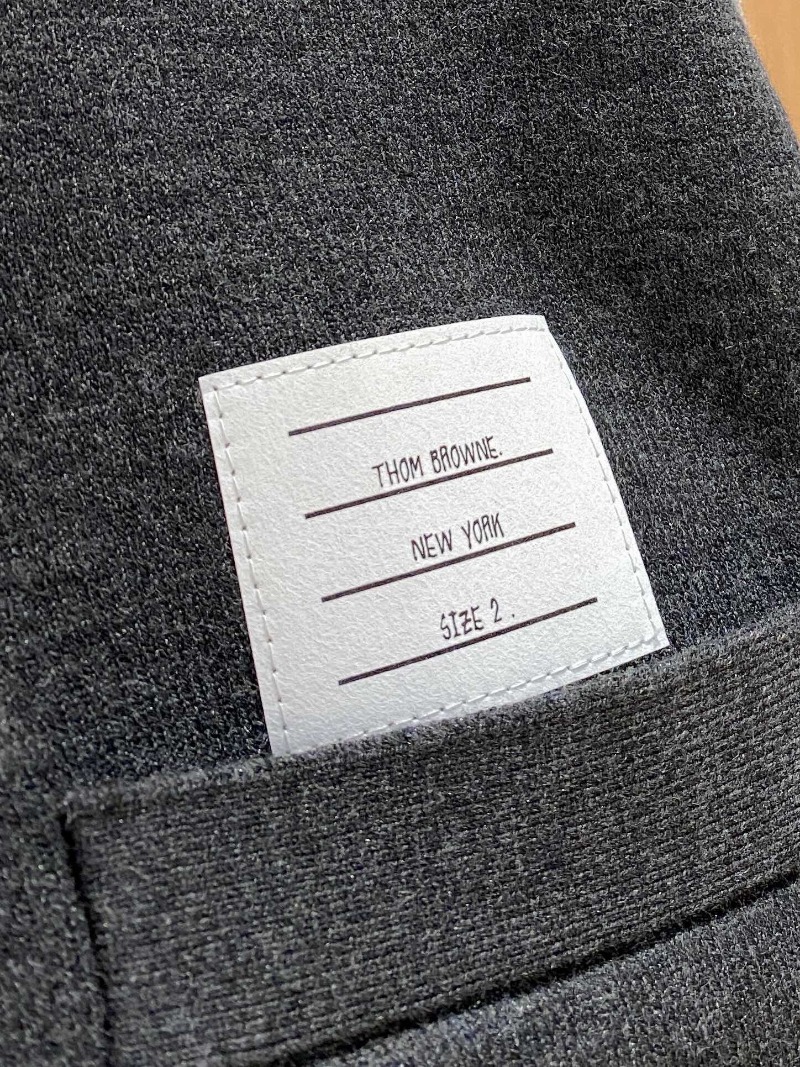 THOM BROWNE.
NEW YORK
SIZE 2 .